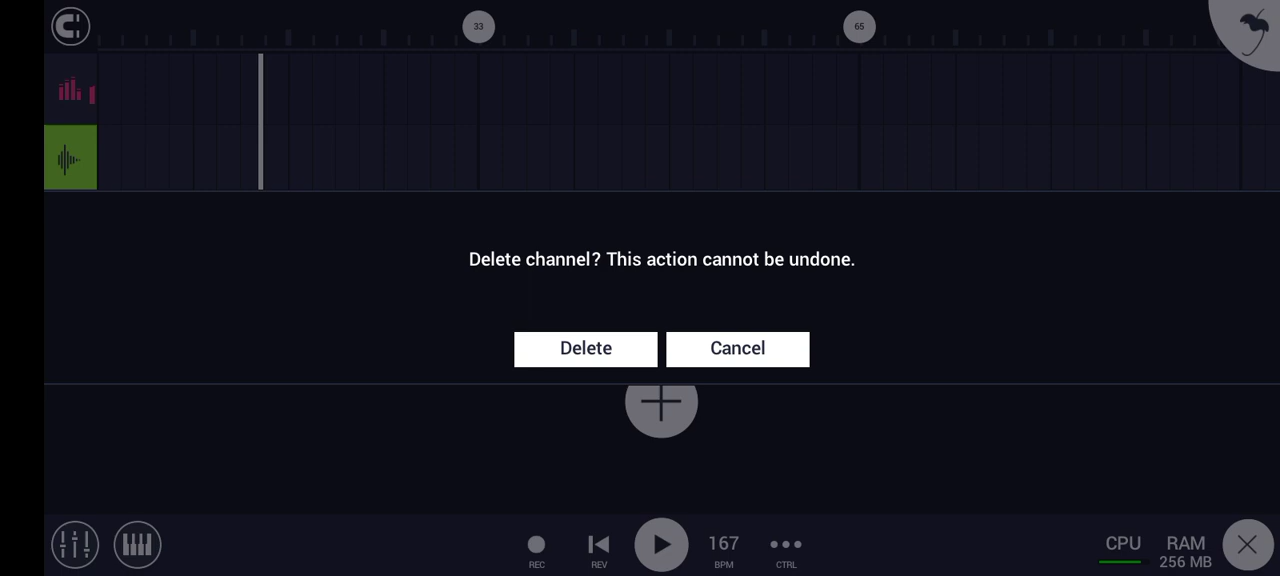 33
65
Delete channel? This action cannot be undone.
Delete
Cancel
167
CPU
RAM
256 MB
REC
REV
BPM
CTRL